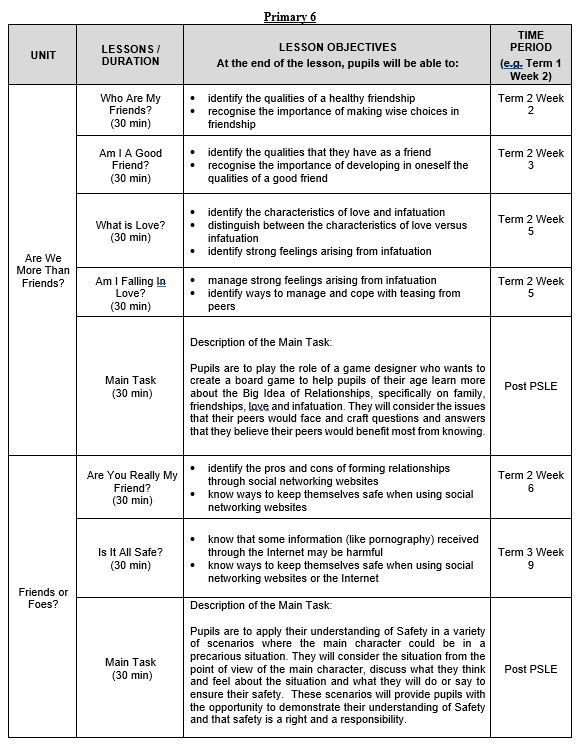 Primary 6
UNIT
LESSONS /
DURATION
LESSON OBJECTIVES
At the end of the lesson, pupils will be able to:
TIME
PERIOD
(e.g. Term 1
Week 2)
Are We
More Than
Friends?
Who Are My
Friends?
(30 min)
• identify the qualities of a healthy friendship
• recognise the importance of making wise choices in
friendship
Term 2 Week
2
Am I A Good
Friend?
(30 min)
• identify the qualities that they have as a friend
• recognise the importance of developing in oneself the
qualities of a good friend
Term 2 Week
3
What is Love?
(30 min)
• identify the characteristics of love and infatuation
• distinguish between the characteristics of love versus
infatuation
• identify strong feelings arising from infatuation
Term 2 Week
5
Am I Falling In
Love?
(30 min)
• manage strong feelings arising from infatuation
• identify ways to manage and cope with teasing from
peers
Term 2 Week
5
Main Task
(30 min)
Description of the Main Task:
Pupils are to play the role of a game designer who wants to
create a board game to help pupils of their age learn more
about the Big Idea of Relationships, specifically on family,
friendships, love and infatuation. They will consider the issues
that their peers would face and craft questions and answers
that they believe their peers would benefit most from knowing.
Post PSLE
Friends or
Foes?
Are You Really My
Friend?
(30 min)
• identify the pros and cons of forming relationships
through social networking websites
• know ways to keep themselves safe when using social
networking websites
Term 2 Week
6
Is It All Safe?
(30 min)
• know that some information (like pornography) received
through the Internet may be harmful
• know ways to keep themselves safe when using social
networking websites or the Internet
Term 3 Week
9
Main Task
(30 min)
Description of the Main Task:
Pupils are to apply their understanding of Safety in a variety
of scenarios where the main character could be in a
precarious situation. They will consider the situation from the
point of view of the main character, discuss what they think
and feel about the situation and what they will do or say to
ensure their safety. These scenarios will provide pupils with
the opportunity to demonstrate their understanding of Safety
and that safety is a right and a responsibility.
Post PSLE